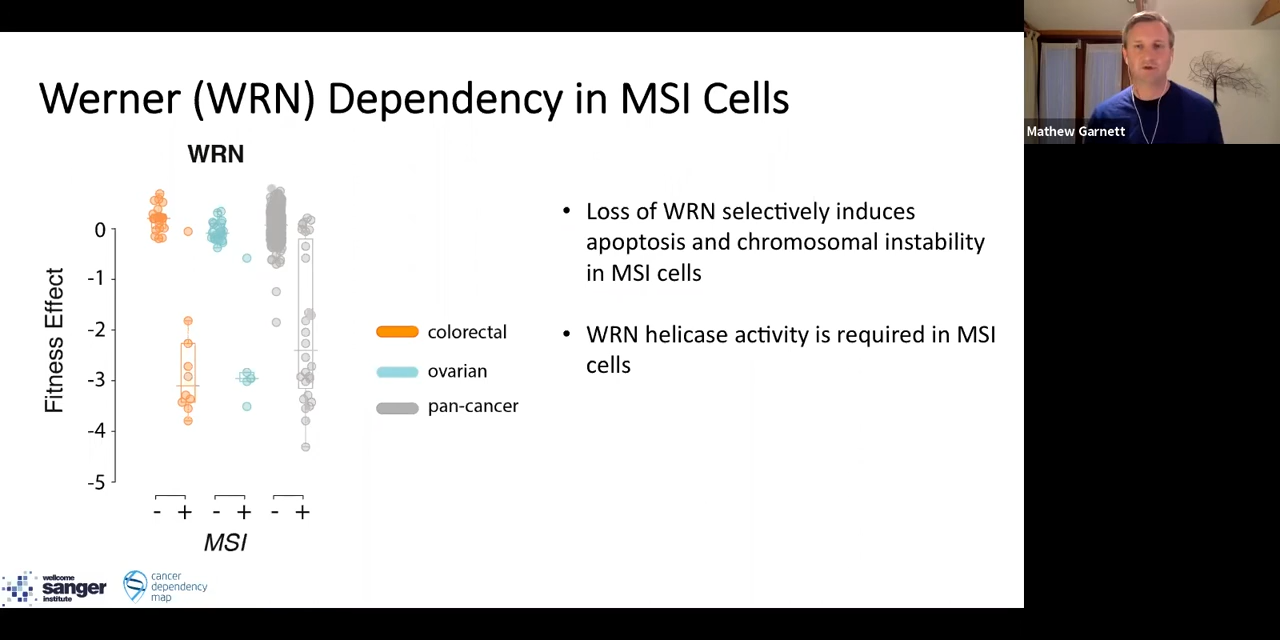 Werner (WRN) Dependency in MSI Cells
Mathew Garnett
WRN
0
-1
-2
-3
-4
-5
Fitness Effect
- + - + - +
MSI
colorectal
ovarian
pan-cancer
• Loss of WRN selectively induces
apoptosis and chromosomal instability
in MSI cells
• WRN helicase activity is required in MSI
cells
wellcome
sanger
institute
cancer
dependency
map